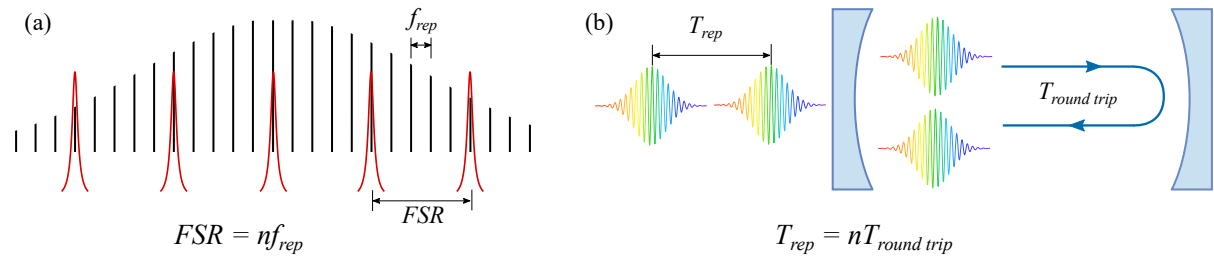 (a)
f_rep
FSR
FSR = nf_rep
(b)
T_rep
T_round trip
T_rep = nT_round trip